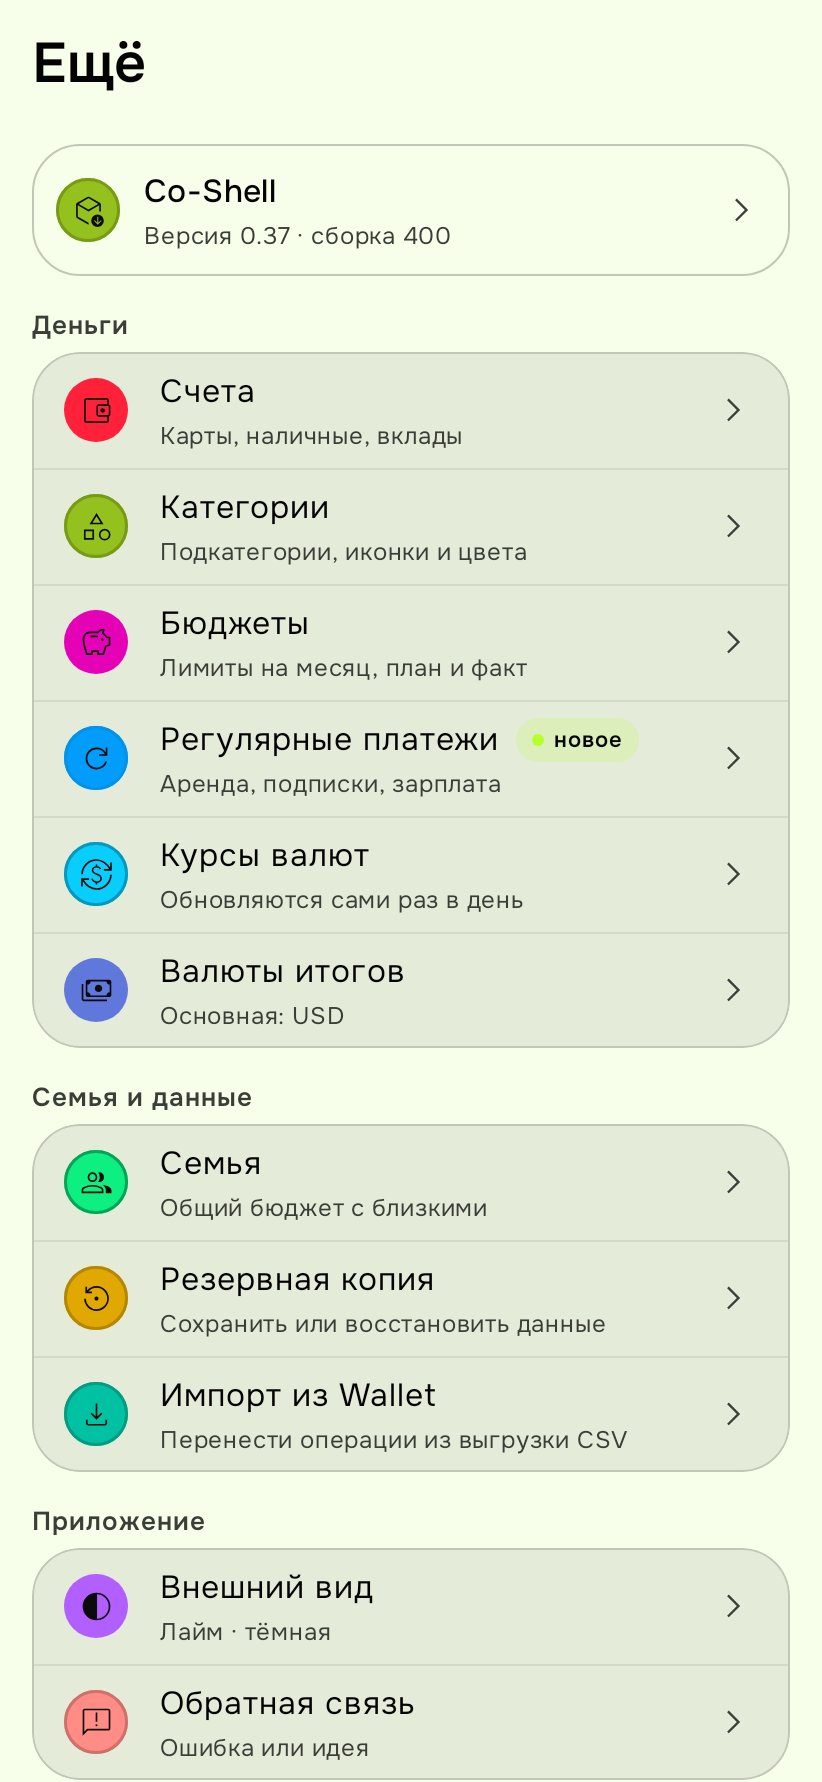 Ещё
Co-Shell
Версия 0.37 · сборка 400
Деньги
Счета
Карты, наличные, вклады
Категории
Подкатегории, иконки и цвета
Бюджеты
Лимиты на месяц, план и факт
Регулярные платежи новое
Аренда, подписки, зарплата
Курсы валют
Обновляются сами раз в день
Валюты итогов
Основная: USD
Семья и данные
Семья
Общий бюджет с близкими
Резервная копия
Сохранить или восстановить данные
Импорт из Wallet
Перенести операции из выгрузки CSV
Приложение
Внешний вид
Лайм · тёмная
Обратная связь
Ошибка или идея